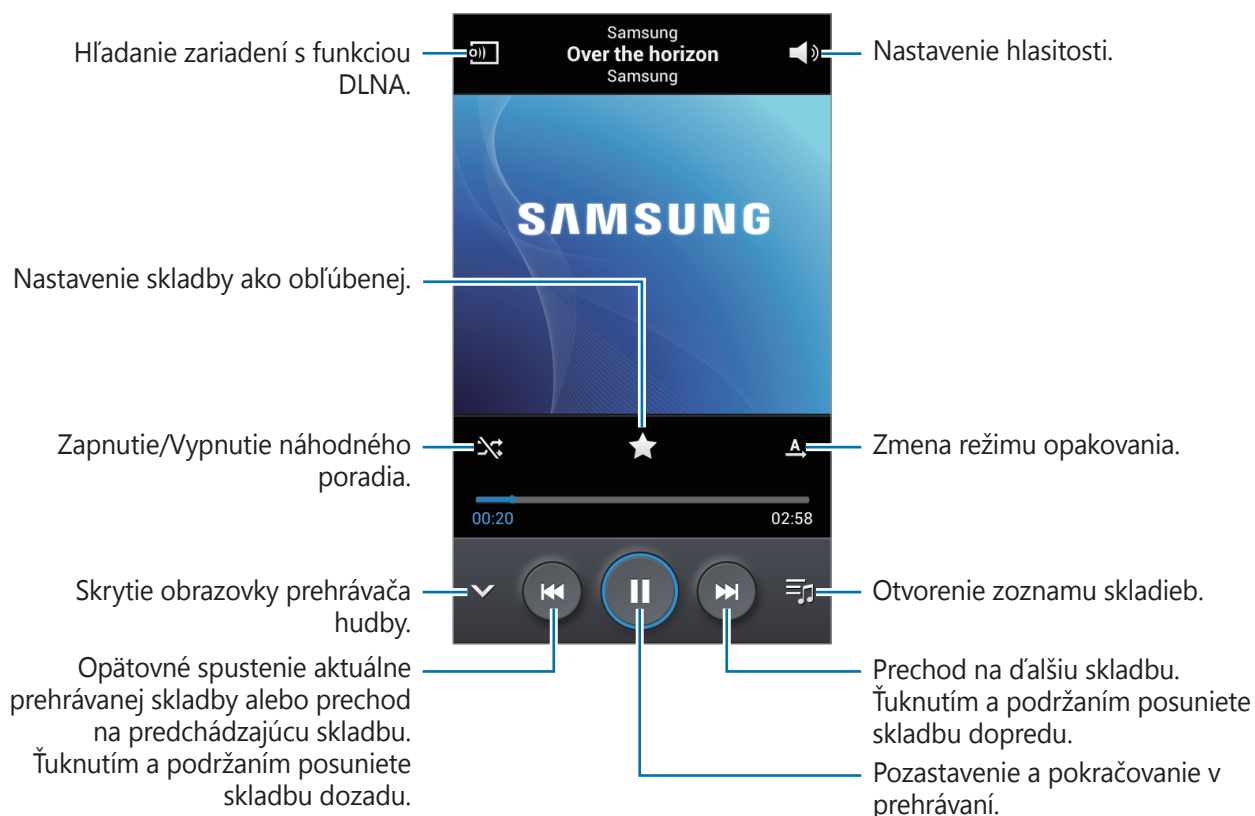 Hľadanie zariadení s funkciou
DLNA.
Samsung
Over the horizon
Samsung
Nastavenie hlasitosti.
SAMSUNG
Nastavenie skladby ako obľúbenej.
Zapnutie/Vypnutie náhodného
poradia.
A
Zmena režimu opakovania.
00:20
02:58
Skrytie obrazovky prehrávača
hudby.
Otvorenie zoznamu skladieb.
Opätovné spustenie aktuálne
prehrávanej skladby alebo prechod
na predchádzajúcu skladbu.
Ťuknutím a podržaním posuniete
skladbu dozadu.
Prechod na ďalšiu skladbu.
Ťuknutím a podržaním posuniete
skladbu dopredu.
Pozastavenie a pokračovanie v
prehrávaní.